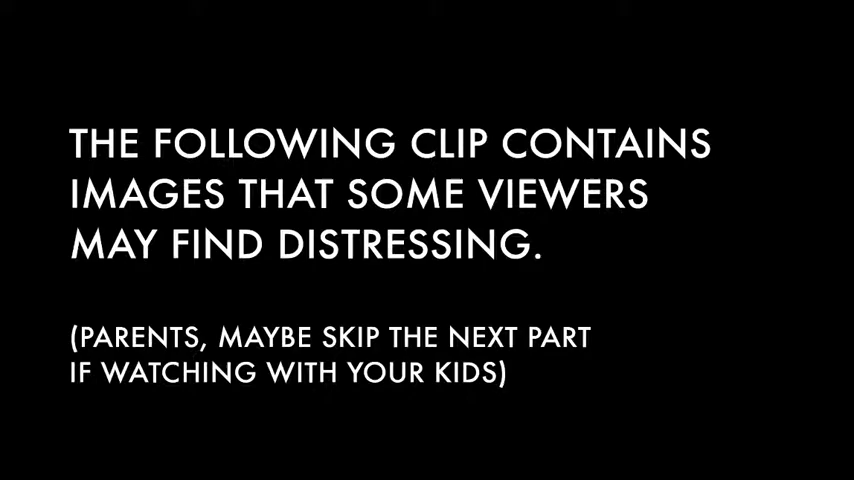 THE FOLLOWING CLIP CONTAINS
IMAGES THAT SOME VIEWERS
MAY FIND DISTRESSING.
(PARENTS, MAYBE SKIP THE NEXT PART
IF WATCHING WITH YOUR KIDS)